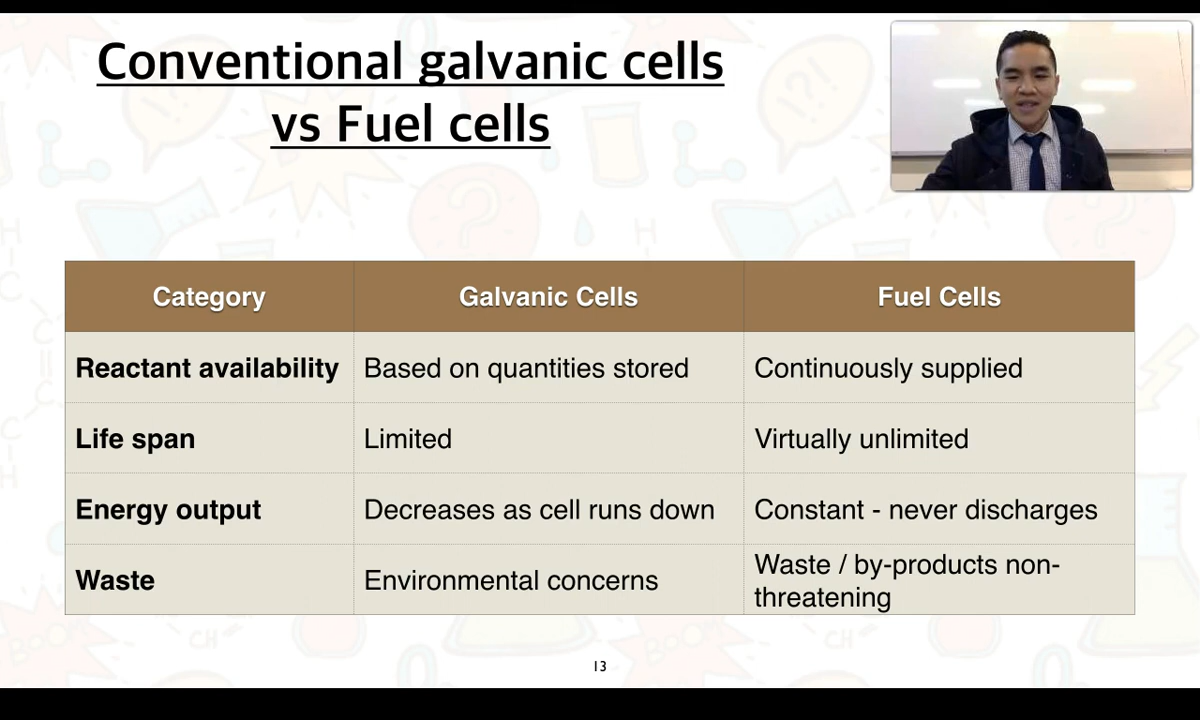 Conventional galvanic cells
vs Fuel cells
Category Galvanic Cells Fuel Cells
Reactant availability Based on quantities stored Continuously supplied
Life span Limited Virtually unlimited
Energy output Decreases as cell runs down Constant - never discharges
Waste Environmental concerns Waste / by-products non-
threatening
13